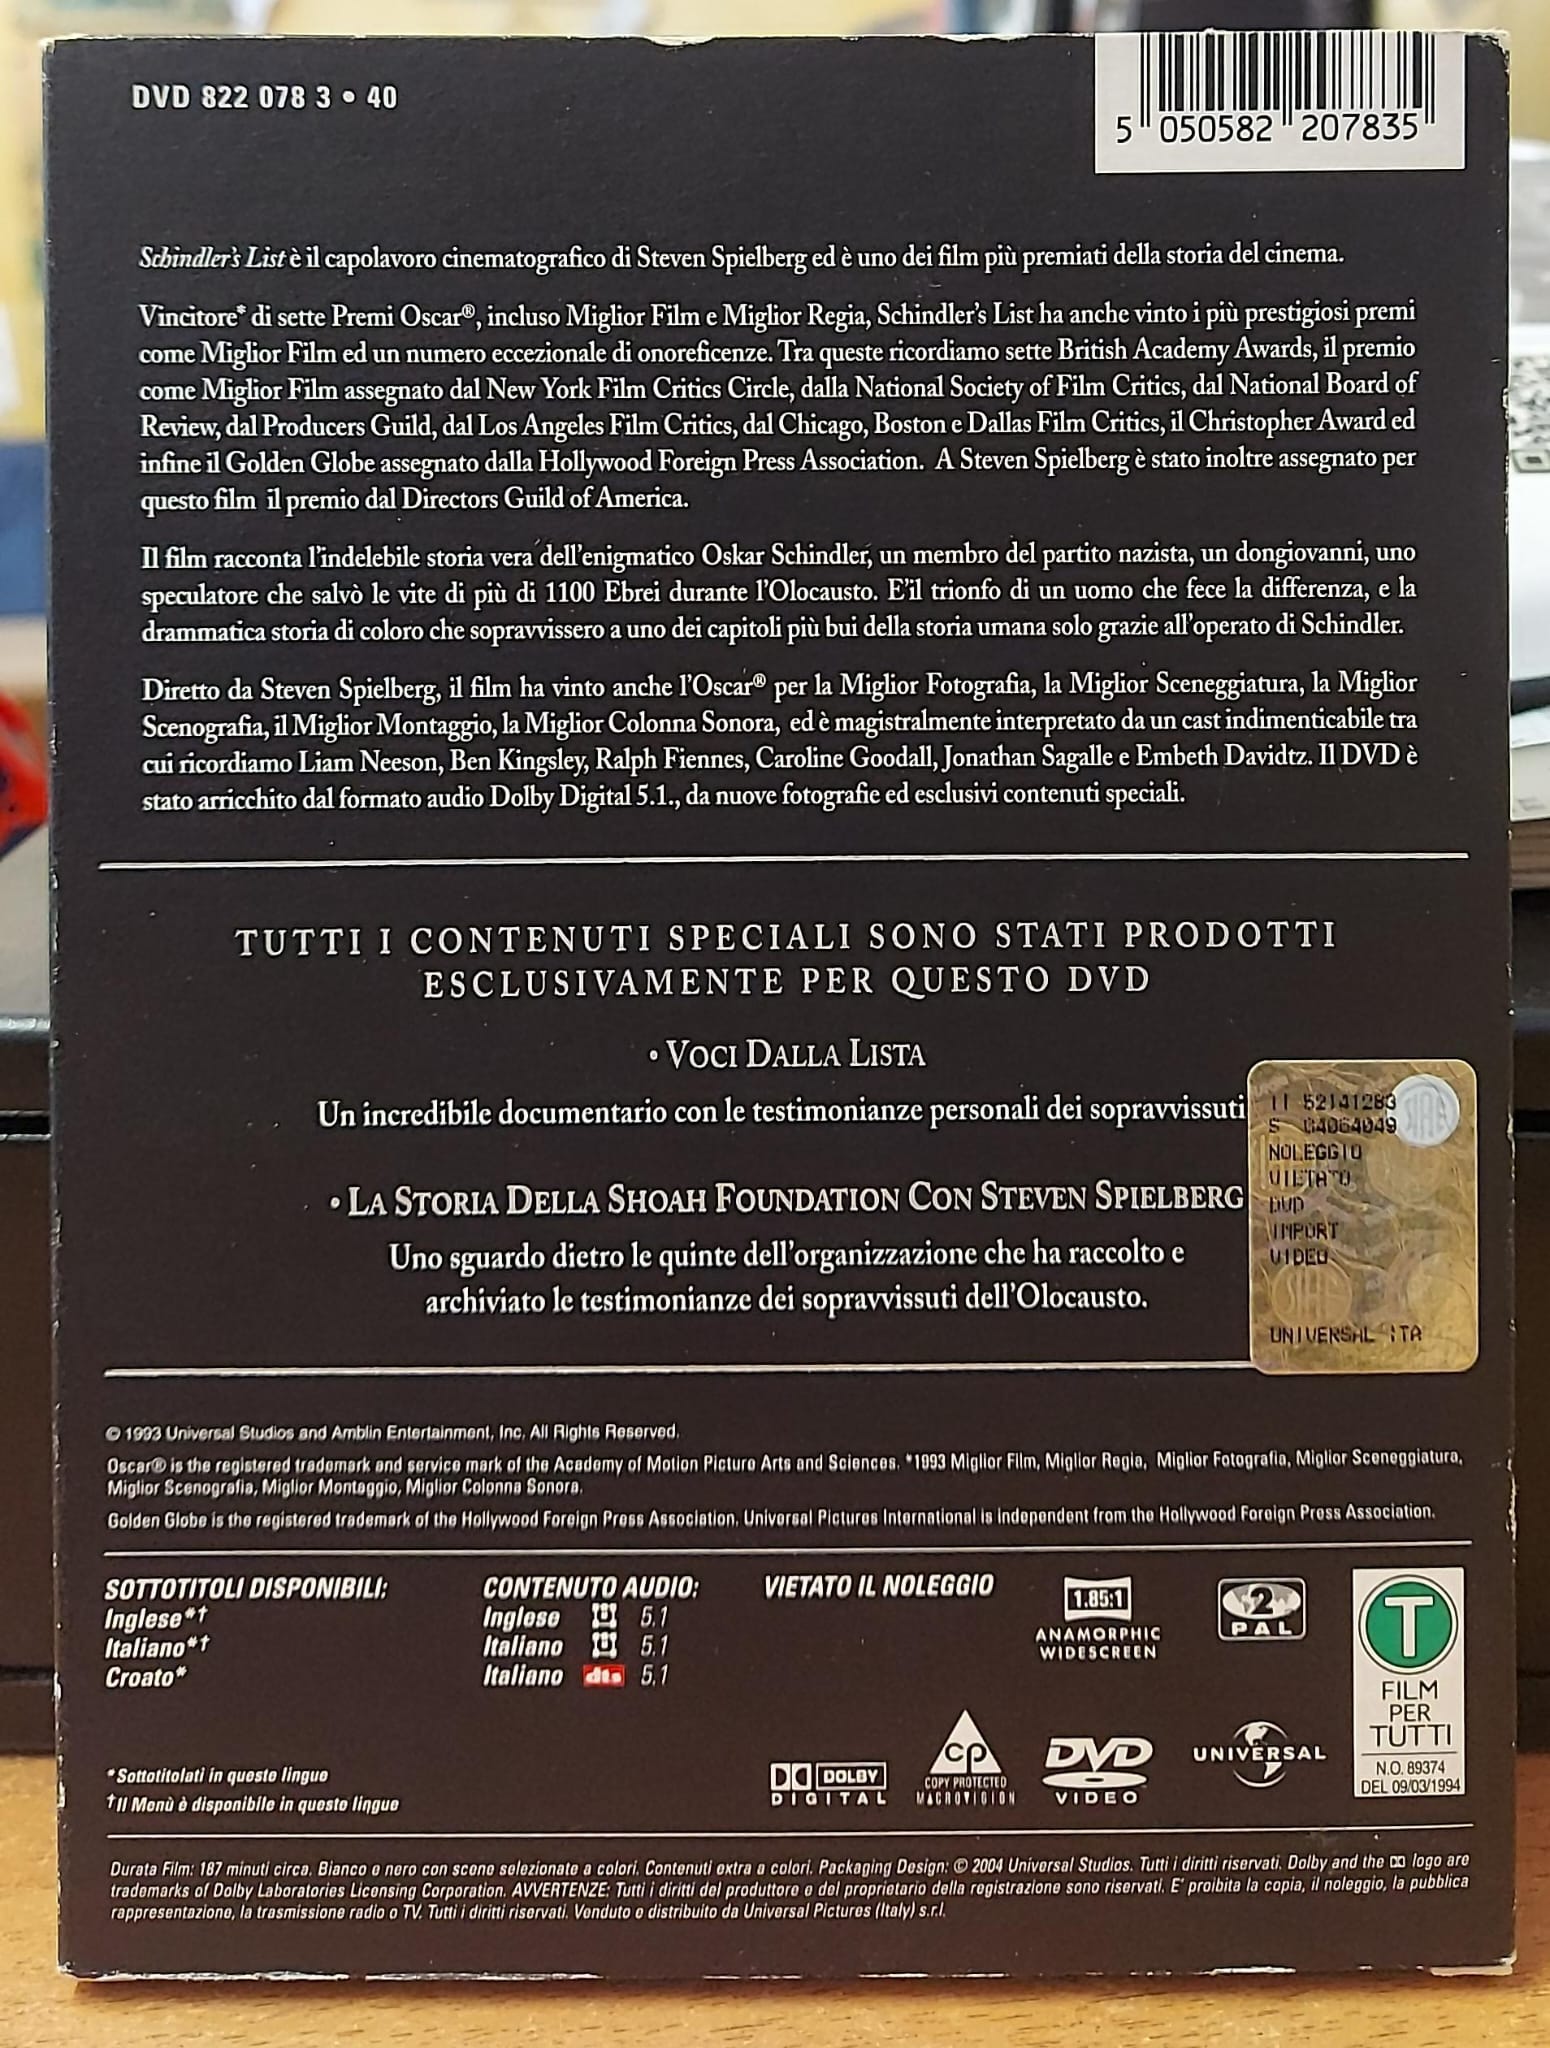 DVD 822 078 3 • 40
5 050582 207835
Schindler's List è il capolavoro cinematografico di Steven Spielberg ed è uno dei film più premiati della storia del cinema.
Vincitore* di sette Premi Oscar®, incluso Miglior Film e Miglior Regia, Schindler's List ha anche vinto i più prestigiosi premi
come Miglior Film ed un numero eccezionale di onoreficenze. Tra queste ricordiamo sette British Academy Awards, il premio
come Miglior Film assegnato dal New York Film Critics Circle, dalla National Society of Film Critics, dal National Board of
Review, dal Producers Guild, dal Los Angeles Film Critics, dal Chicago, Boston e Dallas Film Critics, il Christopher Award ed
infine il Golden Globe assegnato dalla Hollywood Foreign Press Association. A Steven Spielberg è stato inoltre assegnato per
questo film il premio dal Directors Guild of America.
Il film racconta l'indelebile storia vera dell'enigmatico Oskar Schindler, un membro del partito nazista, un dongiovanni, uno
speculatore che salvò le vite di più di 1100 Ebrei durante l'Olocausto. E'il trionfo di un uomo che fece la differenza, e la
drammatica storia di coloro che sopravvissero a uno dei capitoli più bui della storia umana solo grazie all'operato di Schindler.
Diretto da Steven Spielberg, il film ha vinto anche l'Oscar® per la Miglior Fotografia, la Miglior Sceneggiatura, la Miglior
Scenografia, il Miglior Montaggio, la Miglior Colonna Sonora, ed è magistralmente interpretato da un cast indimenticabile tra
cui ricordiamo Liam Neeson, Ben Kingsley, Ralph Fiennes, Caroline Goodall, Jonathan Sagalle e Embeth Davidtz. Il DVD è
stato arricchito dal formato audio Dolby Digital 5.1., da nuove fotografie ed esclusivi contenuti speciali.
TUTTI I CONTENUTI SPECIALI SONO STATI PRODOTTI
ESCLUSIVAMENTE PER QUESTO DVD
• VOCI DALLA LISTA
Un incredibile documentario con le testimonianze personali dei sopravvissuti
• LA STORIA DELLA SHOAH FOUNDATION CON STEVEN SPIELBERG
Uno sguardo dietro le quinte dell'organizzazione che ha raccolto e
archiviato le testimonianze dei sopravvissuti dell'Olocausto.
II 52141283
S 04064049
NOLEGGIO
VIETATO
DVD
IMPORT
VIDEO
SIAE
UNIVERSAL ITA
© 1993 Universal Studios and Amblin Entertainment, Inc. All Rights Reserved.
Oscar® is the registered trademark and service mark of the Academy of Motion Picture Arts and Sciences. *1993 Miglior Film, Miglior Regia, Miglior Fotografia, Miglior Sceneggiatura,
Miglior Scenografia, Miglior Montaggio, Miglior Colonna Sonora.
Golden Globe is the registered trademark of the Hollywood Foreign Press Association. Universal Pictures International is Independent from the Hollywood Foreign Press Association.
SOTTOTITOLI DISPONIBILI:
Inglese*†
Italiano*†
Croato*
*Sottotitolati in queste lingue
†Il Menù è disponibile in queste lingue
CONTENUTO AUDIO:
Inglese 5.1
Italiano 5.1
Italiano dts 5.1
VIETATO IL NOLEGGIO
1.85:1
ANAMORPHIC
WIDESCREEN
2
PAL
T
FILM
PER
TUTTI
N.O. 89374
DEL 09/03/1994
DOLBY
DIGITAL
CP
COPY PROTECTED
MACROVISION
DVD
VIDEO
UNIVERSAL
Durata Film: 187 minuti circa. Bianco e nero con scene selezionate a colori. Contenuti extra a colori. Packaging Design: © 2004 Universal Studios. Tutti i diritti riservati. Dolby and the logo are
trademarks of Dolby Laboratories Licensing Corporation. AVVERTENZE: Tutti i diritti del produttore e del proprietario della registrazione sono riservati. E' proibita la copia, il noleggio, la pubblica
rappresentazione, la trasmissione radio o TV. Tutti i diritti riservati. Venduto e distribuito da Universal Pictures (Italy) s.r.l.